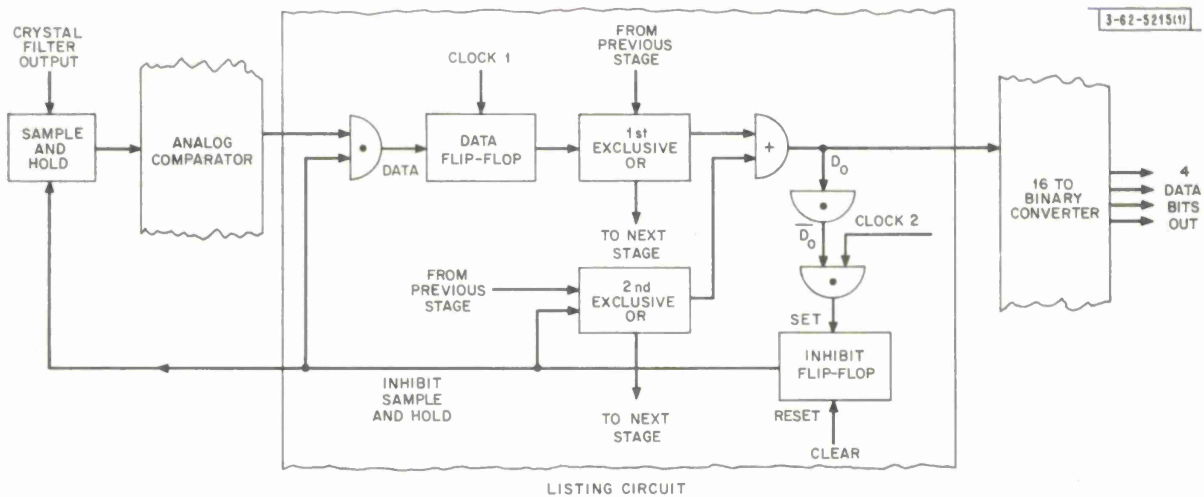 3-62-5215(1)
CRYSTAL
FILTER
OUTPUT
SAMPLE
AND
HOLD
ANALOG
COMPARATOR
CLOCK 1
DATA
DATA
FLIP-FLOP
FROM
PREVIOUS
STAGE
1st
EXCLUSIVE
OR
TO NEXT
STAGE
+
D₀
D̅₀
CLOCK 2
FROM
PREVIOUS
STAGE
2nd
EXCLUSIVE
OR
TO NEXT
STAGE
SET
INHIBIT
FLIP-FLOP
RESET
CLEAR
INHIBIT
SAMPLE
AND HOLD
16 TO
BINARY
CONVERTER
4
DATA
BITS
OUT
LISTING CIRCUIT